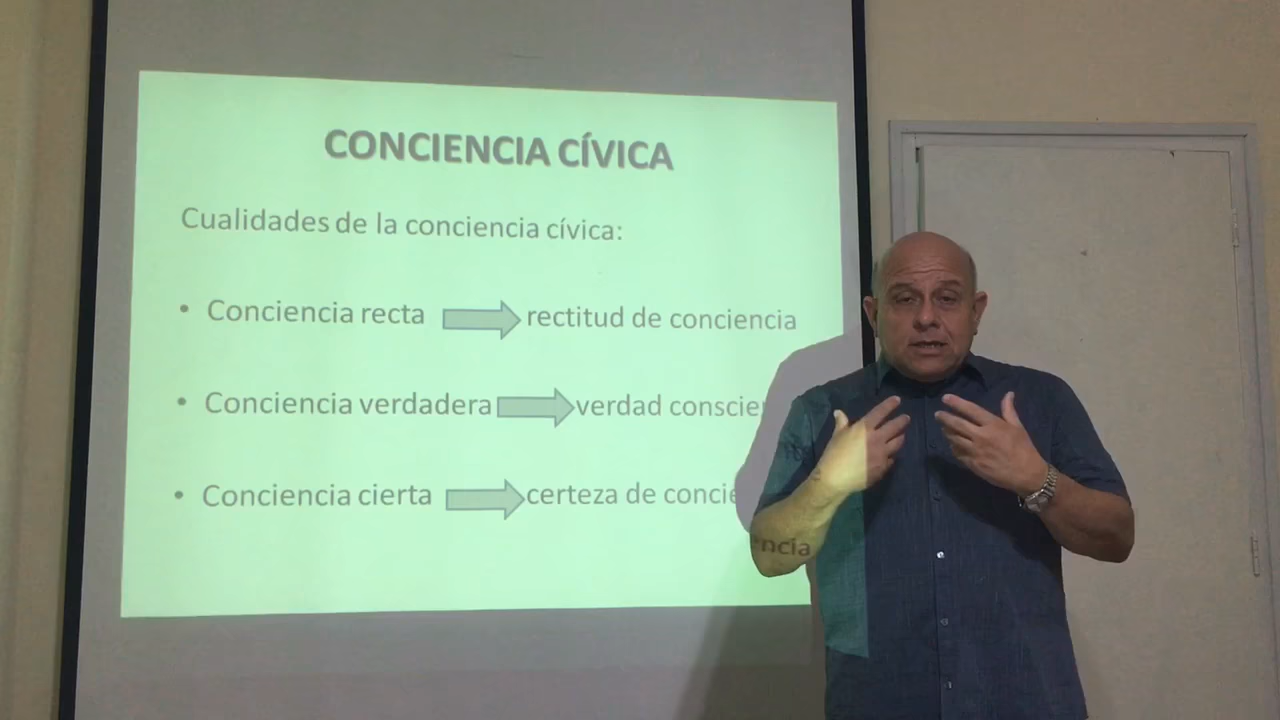 CONCIENCIA CÍVICA
Cualidades de la conciencia cívica:
• Conciencia recta rectitud de conciencia
• Conciencia verdadera verdad
• Conciencia cierta certeza de
encia